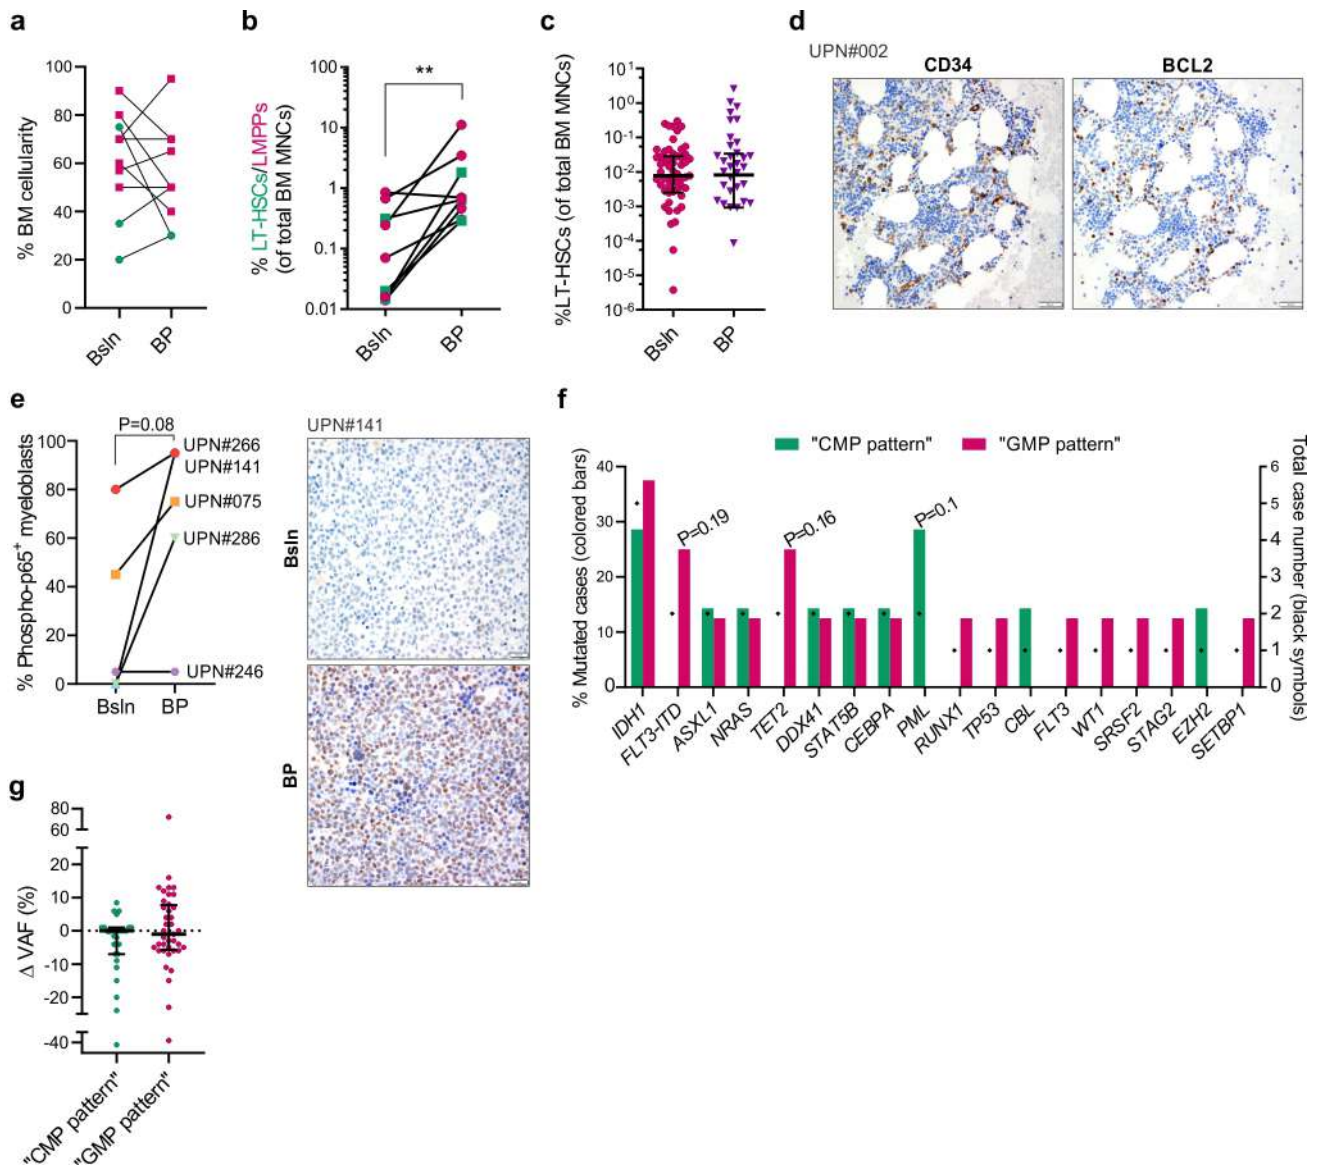 a
% BM cellularity
100
80
60
40
20
0
Bsln
BP
b
% LT-HSCs/LMPPs
(of total BM MNCs)
100
10
1
0.1
0.01
**
Bsln
BP
c
%LT-HSCs (of total BM MNCs)
10¹
10⁰
10⁻¹
10⁻²
10⁻³
10⁻⁴
10⁻⁵
10⁻⁶
Bsln
BP
d
UPN#002
CD34
BCL2
e
% Phospho-p65⁺ myeloblasts
P=0.08
100
80
60
40
20
0
UPN#266
UPN#141
UPN#075
UPN#286
UPN#246
Bsln
BP
UPN#141
Bsln
BP
f
"CMP pattern"
"GMP pattern"
% Mutated cases (colored bars)
40
30
20
10
0
P=0.19
P=0.16
P=0.1
6
5
4
3
2
1
0
Total case number (black symbols)
IDH1
FLT3-ITD
ASXL1
NRAS
TET2
DDX41
STAT5B
CEBPA
PML
RUNX1
TP53
CBL
FLT3
WT1
SRSF2
STAG2
EZH2
SETBP1
g
Δ VAF (%)
80
60
20
10
0
-10
-20
-40
"CMP pattern"
"GMP pattern"